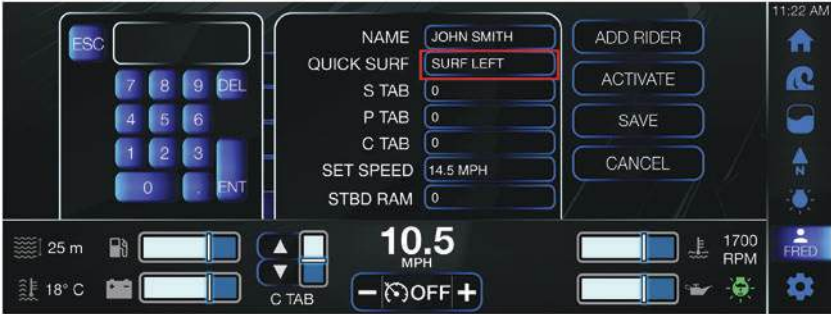 11:22 AM
ESC
7 8 9 DEL
4 5 6
1 2 3
0 . ENT
NAME JOHN SMITH
QUICK SURF SURF LEFT
S TAB 0
P TAB 0
C TAB 0
SET SPEED 14.5 MPH
STBD RAM 0
ADD RIDER
ACTIVATE
SAVE
CANCEL
N
FRED
25 m
18° C
C TAB
10.5
MPH
− OFF +
1700
RPM